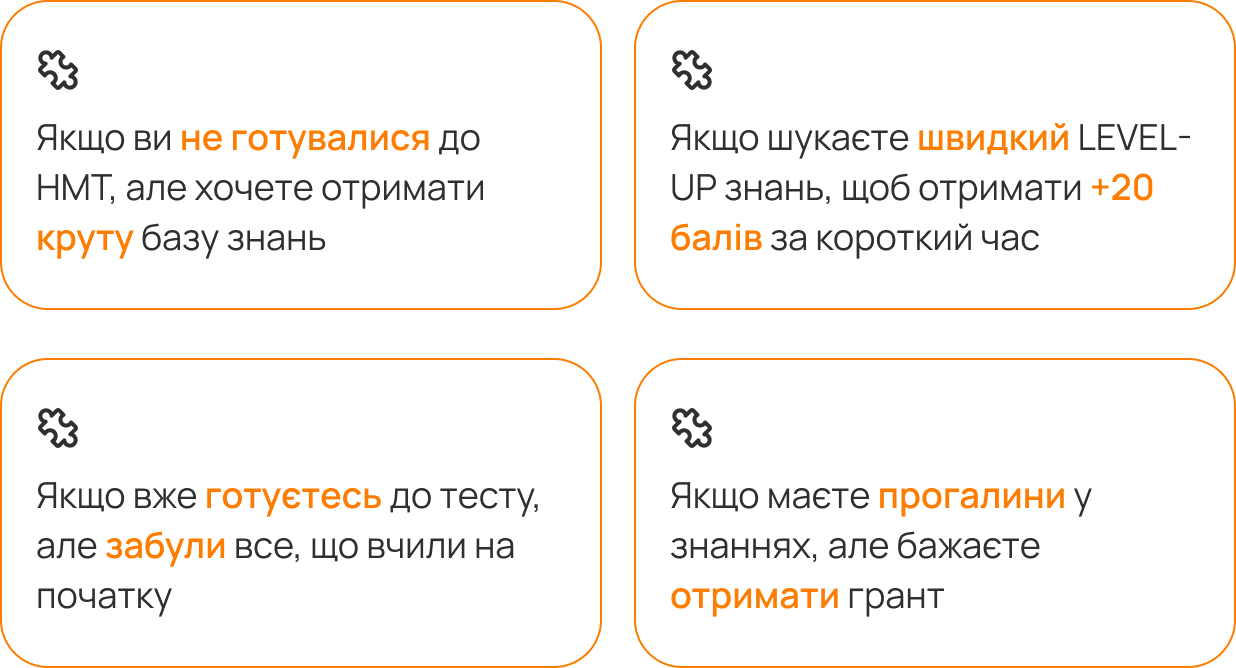 Якщо ви не готувалися до
НМТ, але хочете отримати
круту базу знань
Якщо шукаєте швидкий LEVEL-
UP знань, щоб отримати +20
балів за короткий час
Якщо вже готуєтесь до тесту,
але забули все, що вчили на
початку
Якщо маєте прогалини у
знаннях, але бажаєте
отримати грант